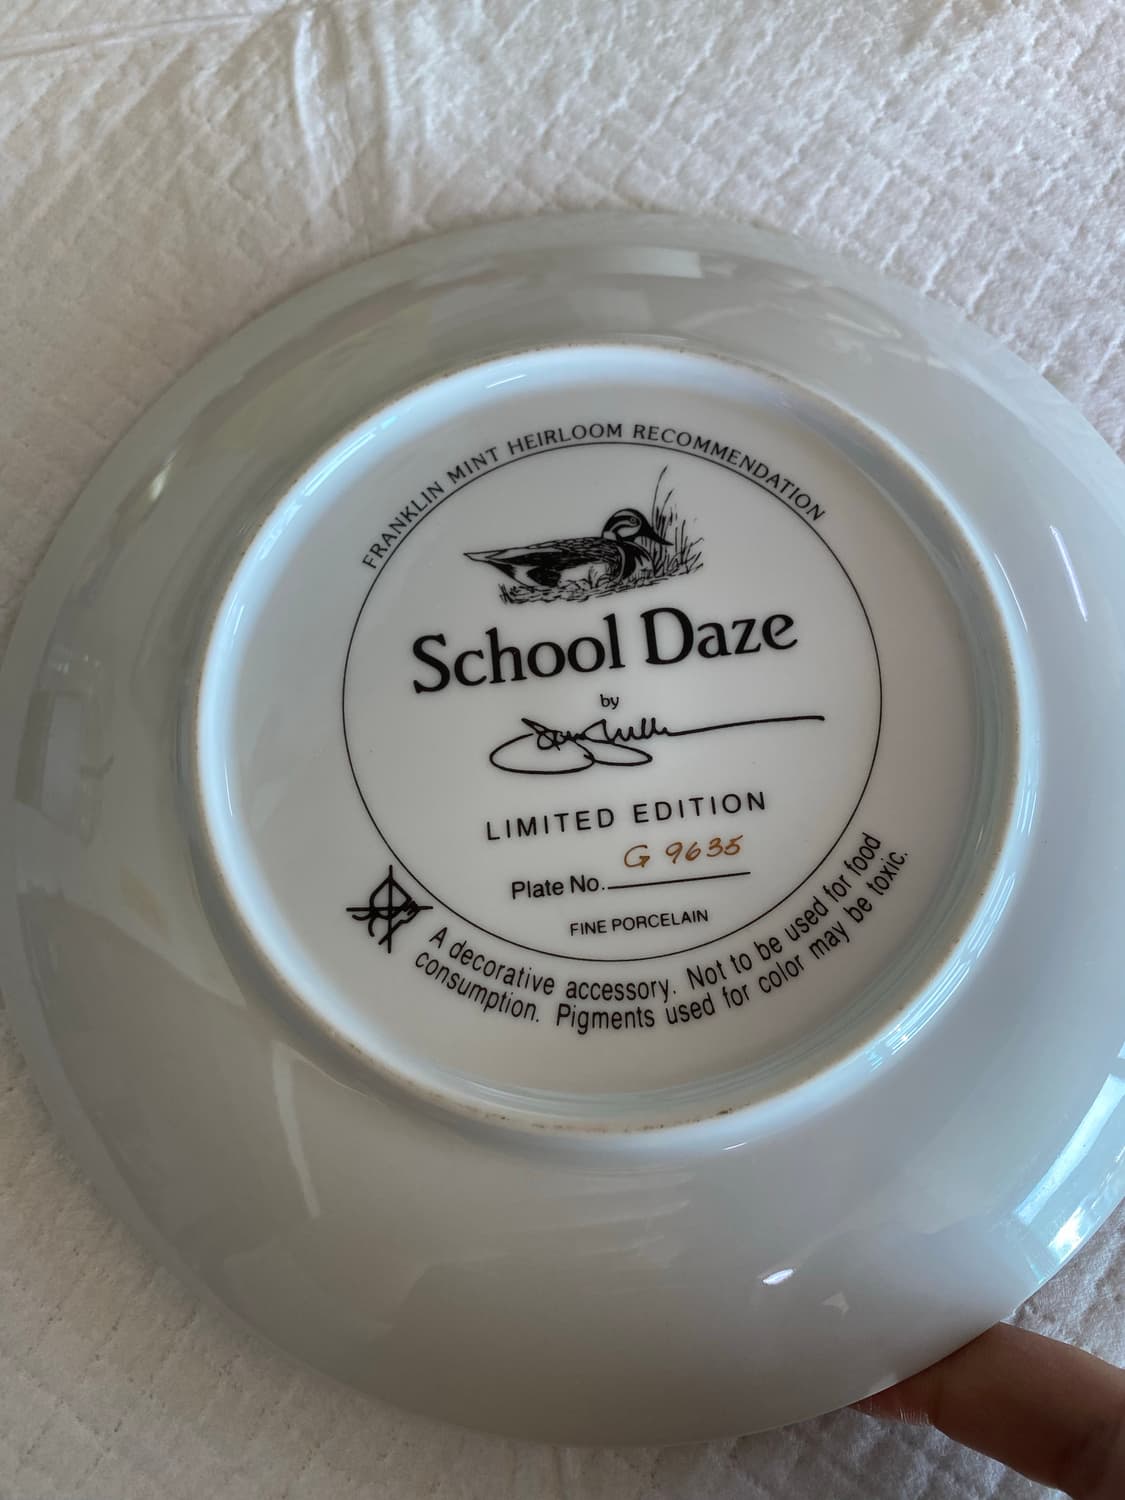 FRANKLIN MINT HEIRLOOM RECOMMENDATION
School Daze
by
LIMITED EDITION
Plate No. G 9635
FINE PORCELAIN
A decorative accessory. Not to be used for food
consumption. Pigments used for color may be toxic.